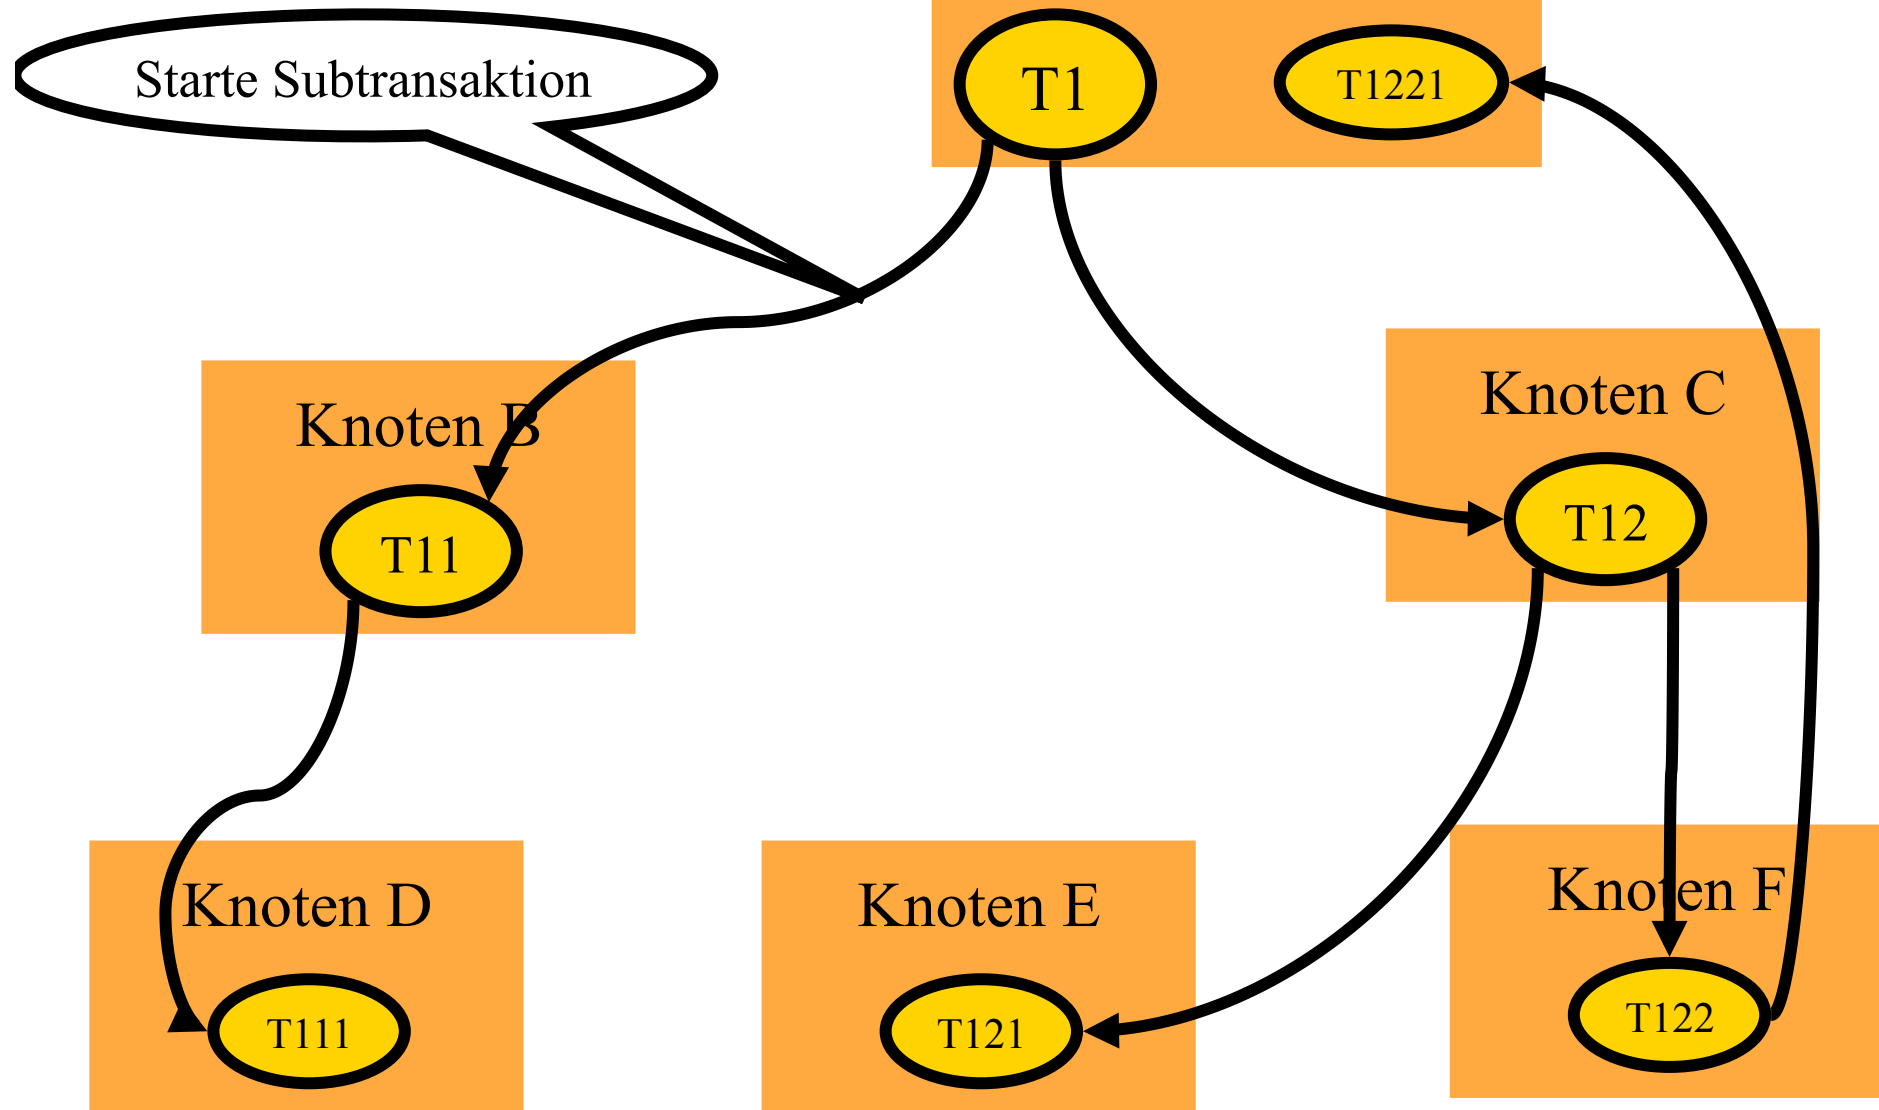 Starte Subtransaktion
T1
T1221
Knoten B
Knoten C
T11
T12
Knoten D
Knoten E
Knoten F
T111
T121
T122